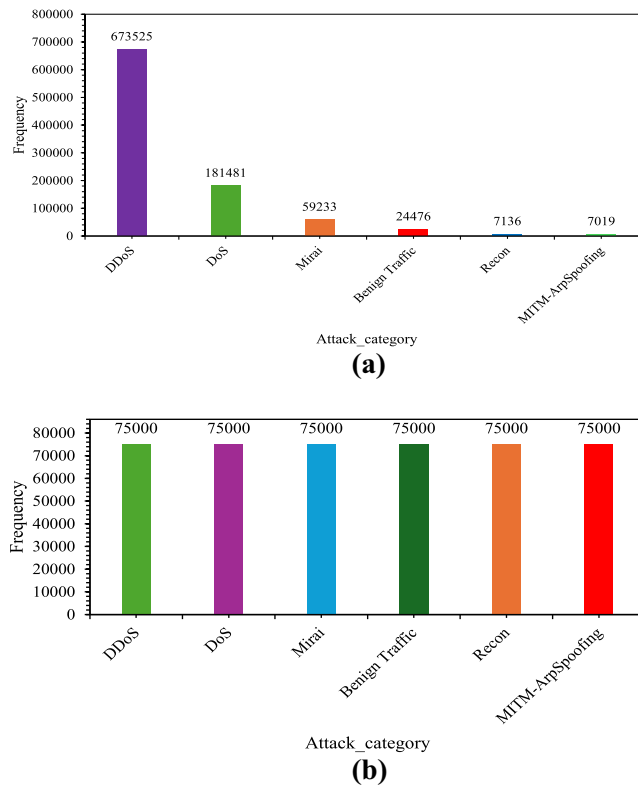 800000
700000
600000
500000
400000
300000
200000
100000
0
Frequency
673525
181481
59233
24476
7136
7019
DDoS
DoS
Mirai
Benign Traffic
Recon
MITM-ArpSpoofing
Attack_category
(a)
80000
70000
60000
50000
40000
30000
20000
10000
0
Frequency
75000
75000
75000
75000
75000
75000
DDoS
DoS
Mirai
Benign Traffic
Recon
MITM-ArpSpoofing
Attack_category
(b)